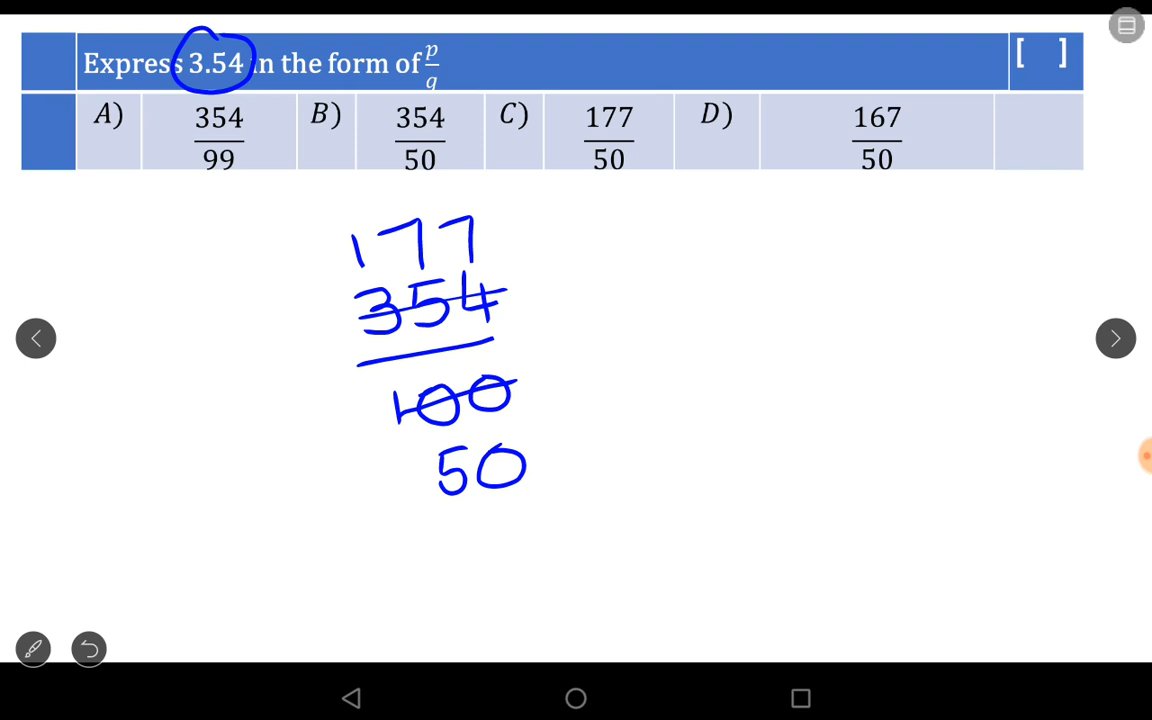 Express 3.54 in the form of p/q [ ]
A) 354/99 B) 354/50 C) 177/50 D) 167/50
177
354
100
50